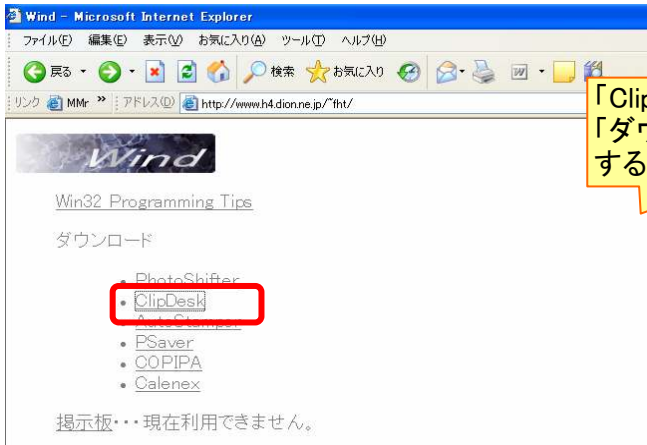 Wind - Microsoft Internet Explorer
ファイル(F) 編集(E) 表示(V) お気に入り(A) ツール(T) ヘルプ(H)
戻る 検索 お気に入り
リンク MMr » アドレス(D) http://www.h4.dion.ne.jp/~fht/
「Clip
「ダウ
する
Wind
Win32 Programming Tips
ダウンロード
• PhotoShifter
• ClipDesk
• AutoStamper
• PSaver
• COPIPA
• Calenex
掲示板・・・現在利用できません。